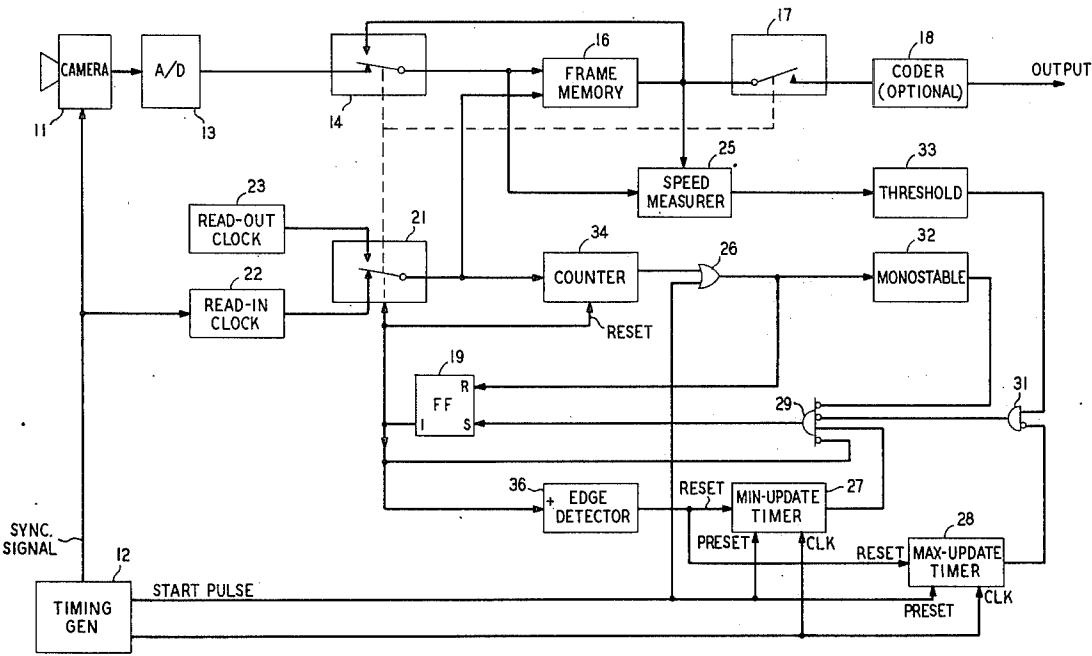 17
16
18
CAMERA
A/D
FRAME
MEMORY
CODER
(OPTIONAL)
OUTPUT
11
13
14
25
33
SPEED
MEASURER
THRESHOLD
23
READ-OUT
CLOCK
21
34
26
32
COUNTER
MONOSTABLE
22
READ-IN
CLOCK
RESET
19
R
FF
1
S
29
31
36
+
EDGE
DETECTOR
RESET
MIN-UPDATE
TIMER
27
PRESET
CLK
28
RESET
MAX-UPDATE
TIMER
PRESET
CLK
SYNC.
SIGNAL
12
START PULSE
TIMING
GEN